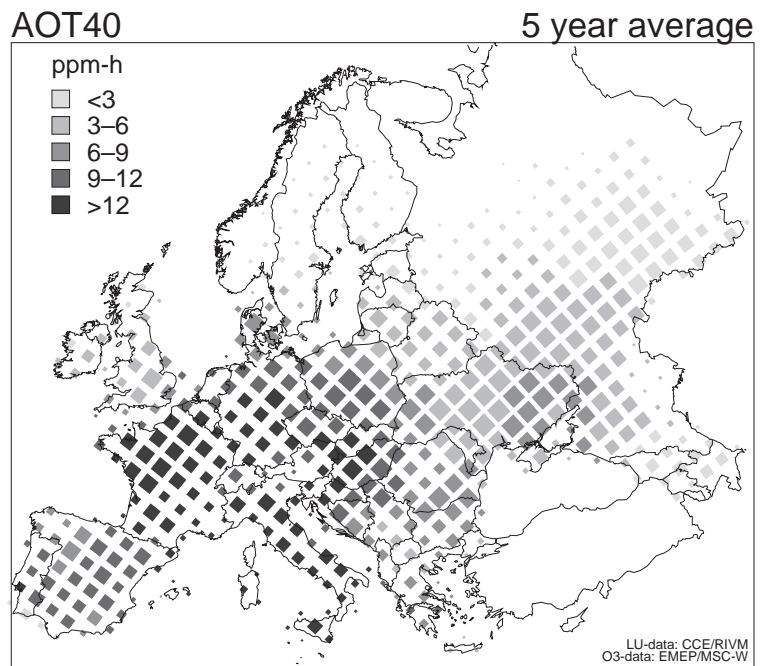 AOT40 5 year average
ppm-h
<3
3–6
6–9
9–12
>12
LU-data: CCE/RIVM
O3-data: EMEP/MSC-W